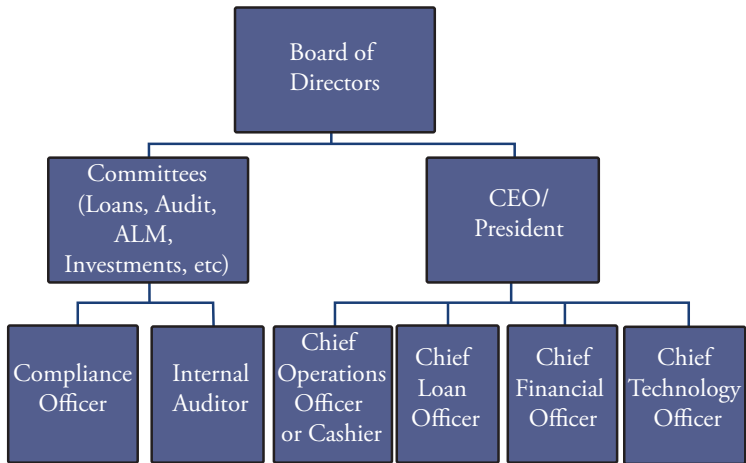 Board of
Directors
Committees
(Loans, Audit,
ALM,
Investments, etc)
CEO/
President
Compliance
Officer
Internal
Auditor
Chief
Operations
Officer
or Cashier
Chief
Loan
Officer
Chief
Financial
Officer
Chief
Technology
Officer